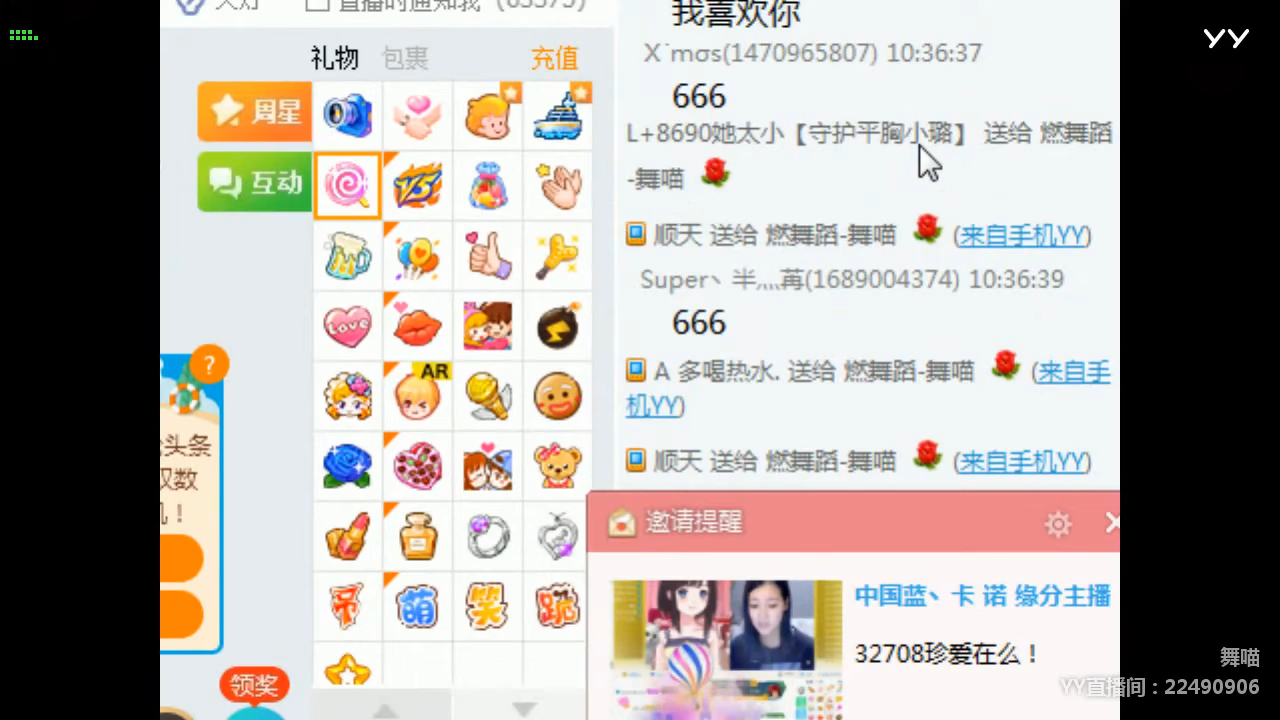 我喜欢你
礼物 包裹 充值
周星
互动
V5
AR
Love
吊 萌 笑 跪
头条
领奖
X˙mσs(1470965807) 10:36:37
666
L+8690她太小【守护平胸小璐】 送给 燃舞蹈
-舞喵
顺天 送给 燃舞蹈-舞喵 (来自手机YY)
Super丶半灬苒(1689004374) 10:36:39
666
A 多喝热水. 送给 燃舞蹈-舞喵 (来自手
机YY)
顺天 送给 燃舞蹈-舞喵 (来自手机YY)
邀请提醒
中国蓝丶卡 诺 缘分主播
32708珍爱在么！
YY
舞喵
YY直播间：22490906